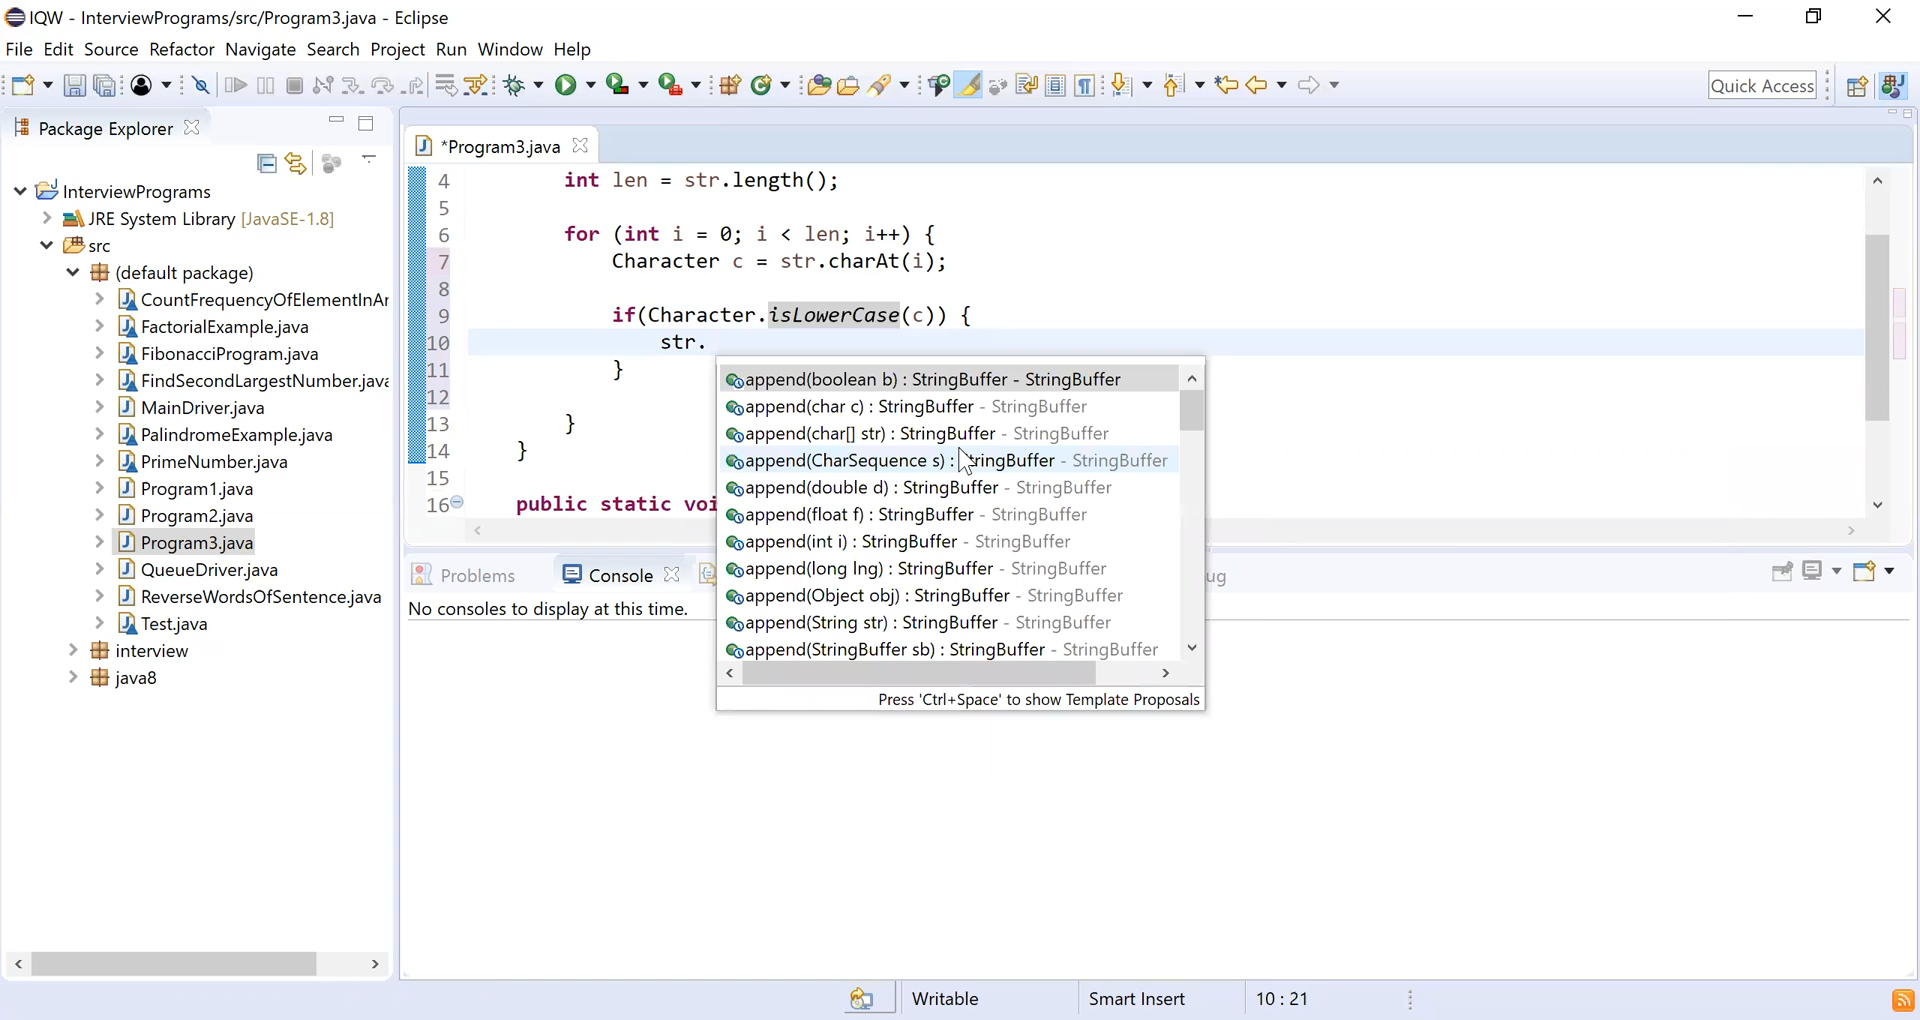 IQW - InterviewPrograms/src/Program3.java - Eclipse
File Edit Source Refactor Navigate Search Project Run Window Help
Quick Access
Package Explorer
InterviewPrograms
JRE System Library [JavaSE-1.8]
src
(default package)
CountFrequencyOfElementInAr
FactorialExample.java
FibonacciProgram.java
FindSecondLargestNumber.java
MainDriver.java
PalindromeExample.java
PrimeNumber.java
Program1.java
Program2.java
Program3.java
QueueDriver.java
ReverseWordsOfSentence.java
Test.java
interview
java8
*Program3.java
4 int len = str.length();
5
6 for (int i = 0; i < len; i++) {
7 Character c = str.charAt(i);
8
9 if(Character.isLowerCase(c)) {
10 str.
11 }
12
13 }
14 }
15
16 public static voi
append(boolean b) : StringBuffer - StringBuffer
append(char c) : StringBuffer - StringBuffer
append(char[] str) : StringBuffer - StringBuffer
append(CharSequence s) : StringBuffer - StringBuffer
append(double d) : StringBuffer - StringBuffer
append(float f) : StringBuffer - StringBuffer
append(int i) : StringBuffer - StringBuffer
append(long lng) : StringBuffer - StringBuffer
append(Object obj) : StringBuffer - StringBuffer
append(String str) : StringBuffer - StringBuffer
append(StringBuffer sb) : StringBuffer - StringBuffer
Press 'Ctrl+Space' to show Template Proposals
Problems Console ug
No consoles to display at this time.
Writable Smart Insert 10 : 21